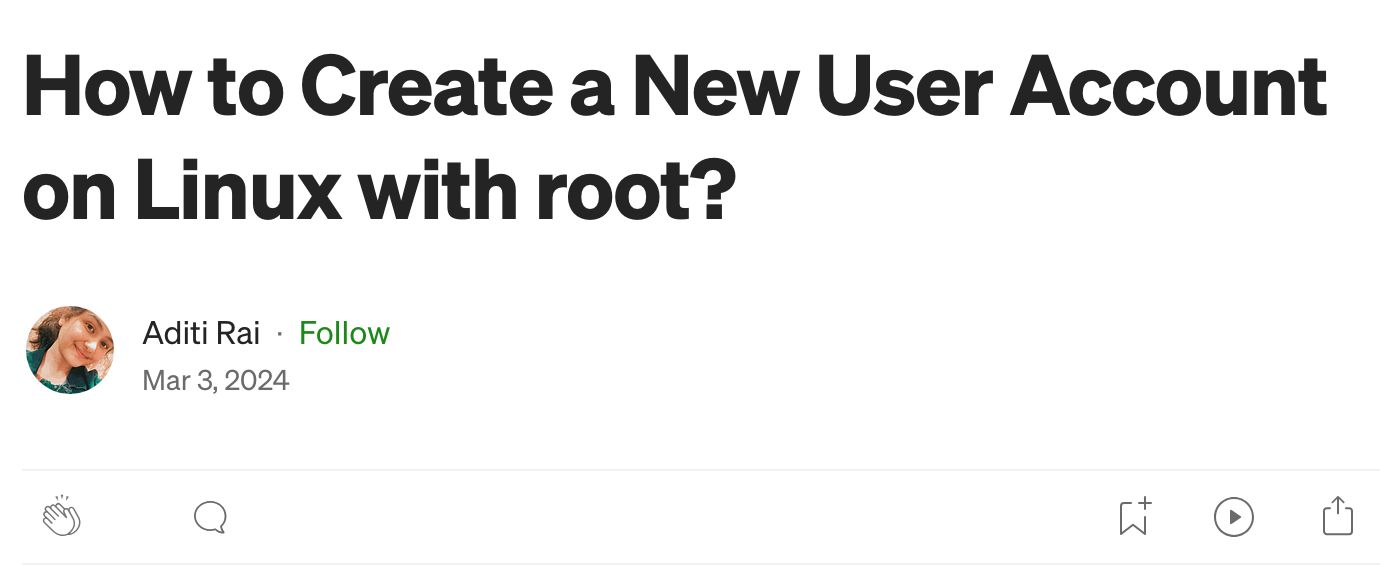 How to Create a New User Account
on Linux with root?
Aditi Rai · Follow
Mar 3, 2024